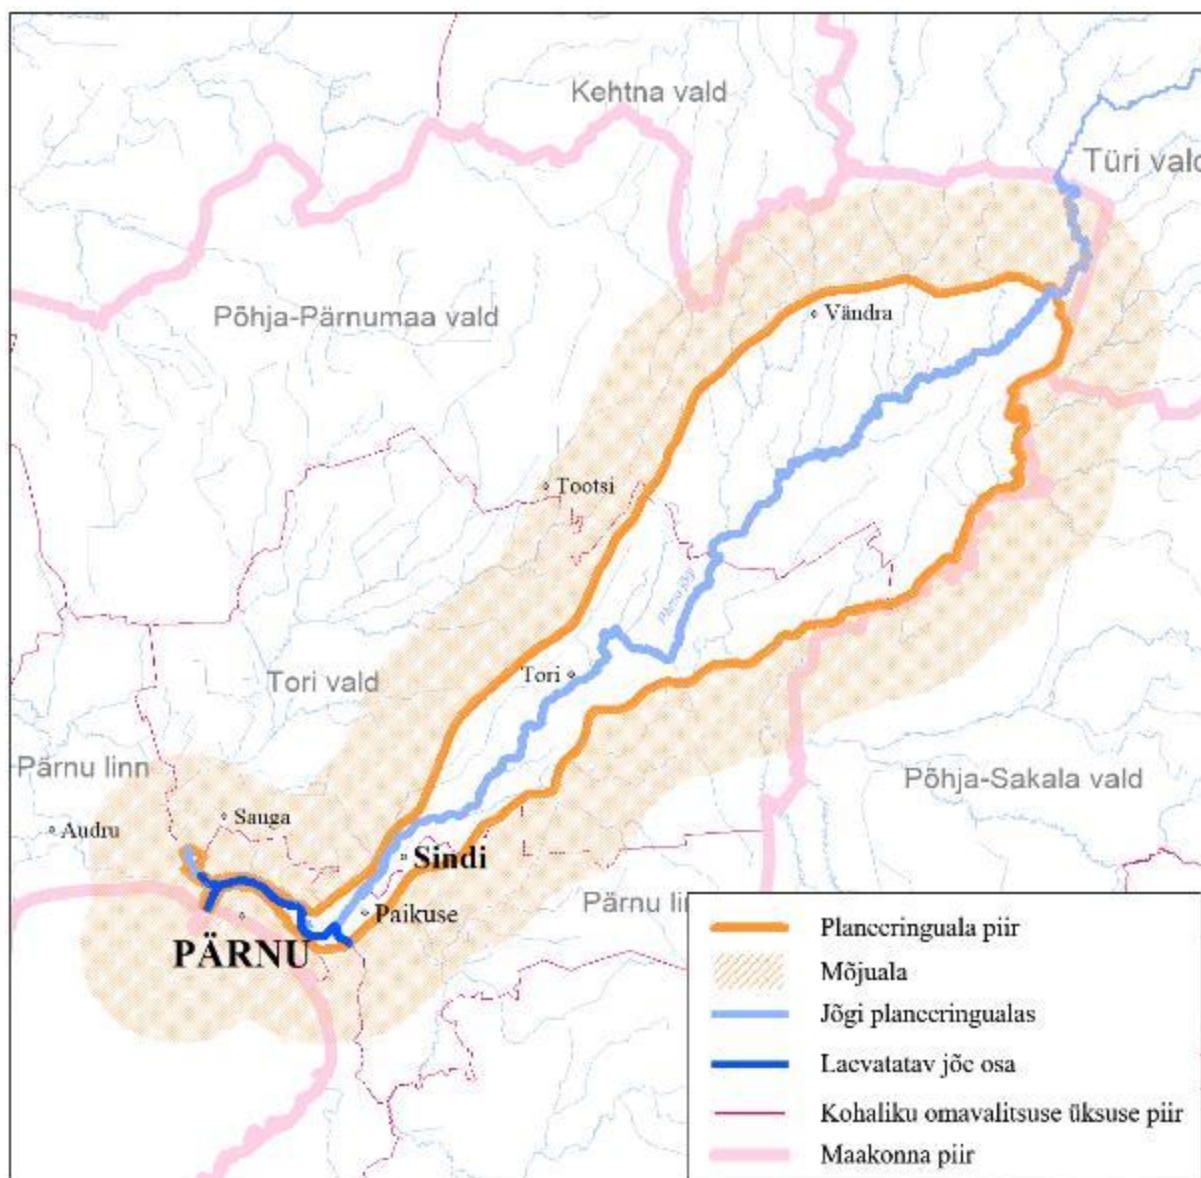 Kehtna vald
Türi vald
Põhja-Pärnumaa vald
Vändra
Tootsi
Pärnu jõgi
Tori
Tori vald
Pärnu linn
Põhja-Sakala vald
Sauga
Audru
Sindi
Paikuse
Pärnu li
PÄRNU
Planeeringuala piir
Mõjuala
Jõgi planeeringualas
Laevatatav jõe osa
Kohaliku omavalitsuse üksuse piir
Maakonna piir